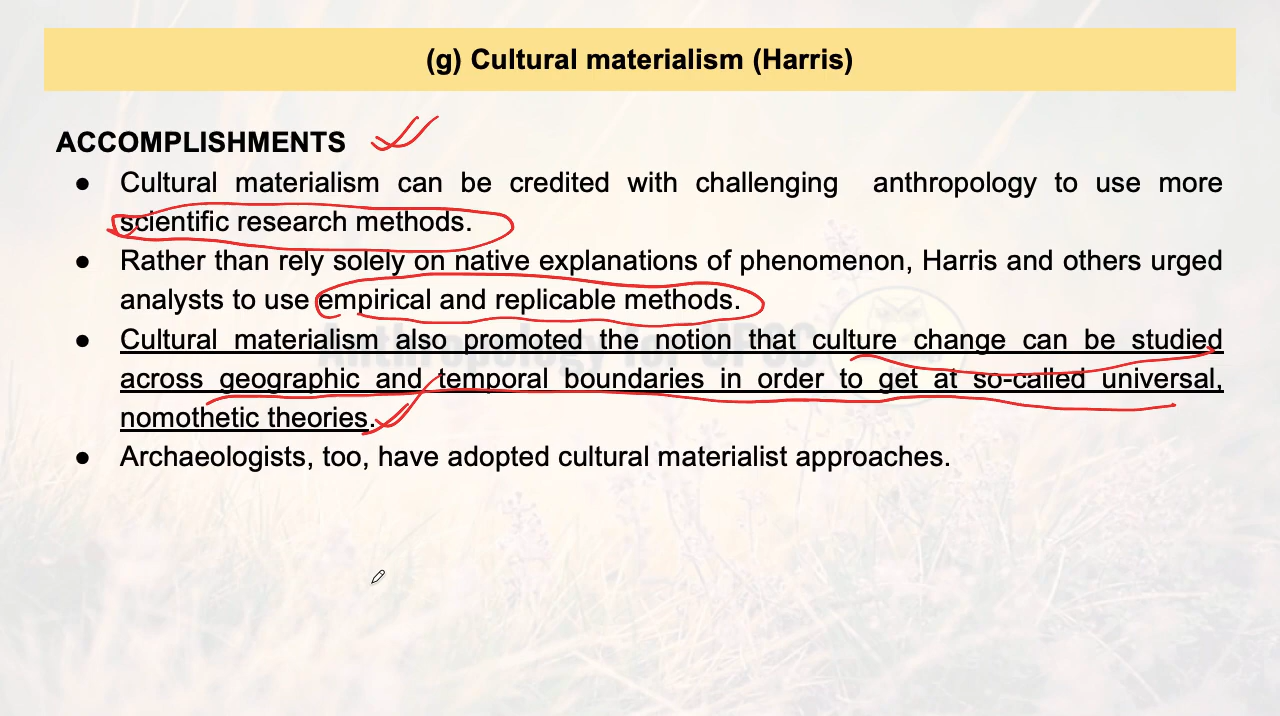 (g) Cultural materialism (Harris)
ACCOMPLISHMENTS
● Cultural materialism can be credited with challenging anthropology to use more
scientific research methods.
● Rather than rely solely on native explanations of phenomenon, Harris and others urged
analysts to use empirical and replicable methods.
● Cultural materialism also promoted the notion that culture change can be studied
across geographic and temporal boundaries in order to get at so-called universal,
nomothetic theories.
● Archaeologists, too, have adopted cultural materialist approaches.
Anthropology for UPSC